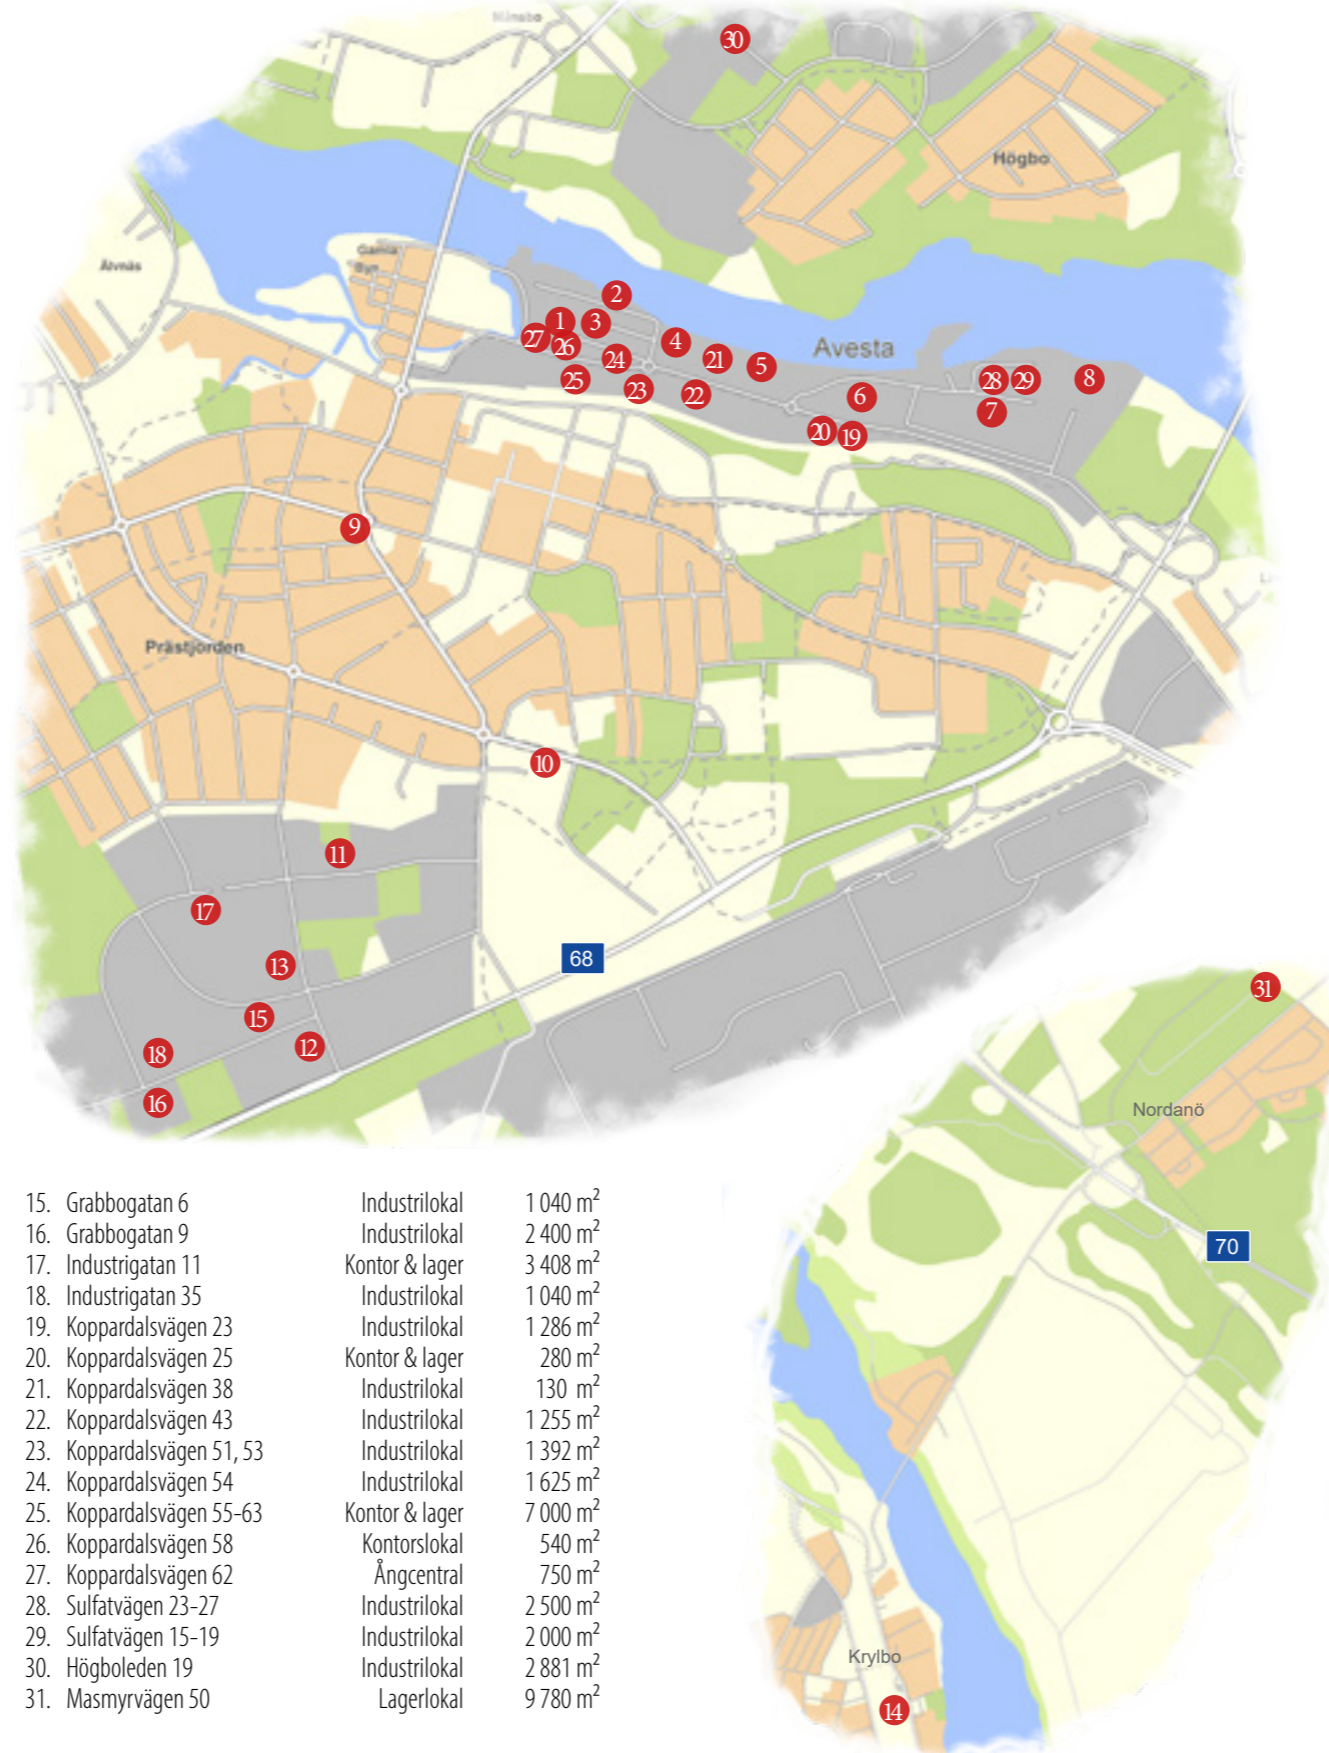 Månsbo
30
Högbo
Älvnäs
Gamla
Byn
2
1
3
27
26
4
24
21
5
Avesta
25
23
22
6
28
29
8
7
20
19
9
Prästjorden
10
11
17
13
68
15
12
18
16
31
Nordanö
70
Krylbo
14
15. Grabbogatan 6 Industrilokal 1 040 m²
16. Grabbogatan 9 Industrilokal 2 400 m²
17. Industrigatan 11 Kontor & lager 3 408 m²
18. Industrigatan 35 Industrilokal 1 040 m²
19. Koppardalsvägen 23 Industrilokal 1 286 m²
20. Koppardalsvägen 25 Kontor & lager 280 m²
21. Koppardalsvägen 38 Industrilokal 130 m²
22. Koppardalsvägen 43 Industrilokal 1 255 m²
23. Koppardalsvägen 51, 53 Industrilokal 1 392 m²
24. Koppardalsvägen 54 Industrilokal 1 625 m²
25. Koppardalsvägen 55-63 Kontor & lager 7 000 m²
26. Koppardalsvägen 58 Kontorslokal 540 m²
27. Koppardalsvägen 62 Ångcentral 750 m²
28. Sulfatvägen 23-27 Industrilokal 2 500 m²
29. Sulfatvägen 15-19 Industrilokal 2 000 m²
30. Högboleden 19 Industrilokal 2 881 m²
31. Masmyrvägen 50 Lagerlokal 9 780 m²